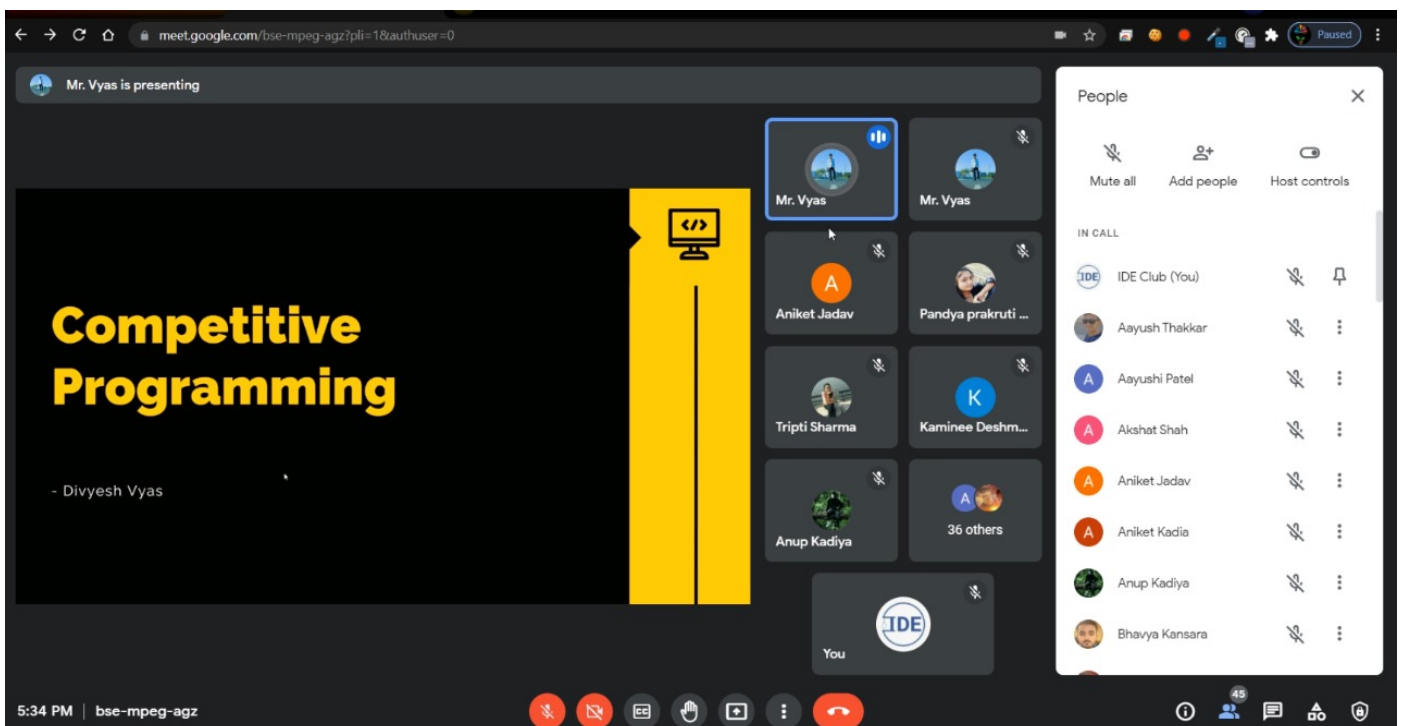 meet.google.com/bse-mpeg-agz?pli=1&authuser=0
Paused
Mr. Vyas is presenting
Competitive
Programming
- Divyesh Vyas
</>
Mr. Vyas
Mr. Vyas
A
Aniket Jadav
Pandya prakruti ...
Tripti Sharma
K
Kaminee Deshm...
Anup Kadiya
A
36 others
IDE
You
People
Mute all
Add people
Host controls
IN CALL
IDE
IDE Club (You)
Aayush Thakkar
A
Aayushi Patel
A
Akshat Shah
A
Aniket Jadav
A
Aniket Kadia
Anup Kadiya
Bhavya Kansara
5:34 PM | bse-mpeg-agz
CC
45